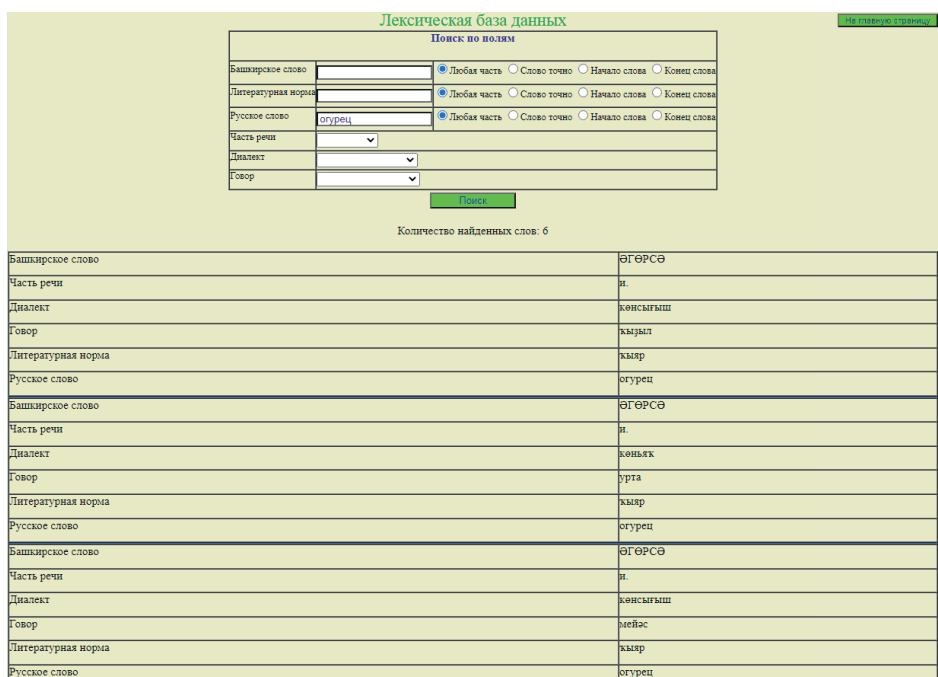 Лексическая база данных
На главную страницу
Поиск по полям
Башкирское слово Любая часть Слово точно Начало слова Конец слова
Литературная норма Любая часть Слово точно Начало слова Конец слова
Русское слово огурец Любая часть Слово точно Начало слова Конец слова
Часть речи
Диалект
Говор
Поиск
Количество найденных слов: 6
Башкирское слово ӘГӨРСӘ
Часть речи и.
Диалект көнсығыш
Говор ҡыҙыл
Литературная норма ҡыяр
Русское слово огурец
Башкирское слово ӘГӨРСӘ
Часть речи и.
Диалект көньяҡ
Говор урта
Литературная норма ҡыяр
Русское слово огурец
Башкирское слово ӘГӨРСӘ
Часть речи и.
Диалект көнсығыш
Говор мейәс
Литературная норма ҡыяр
Русское слово огурец